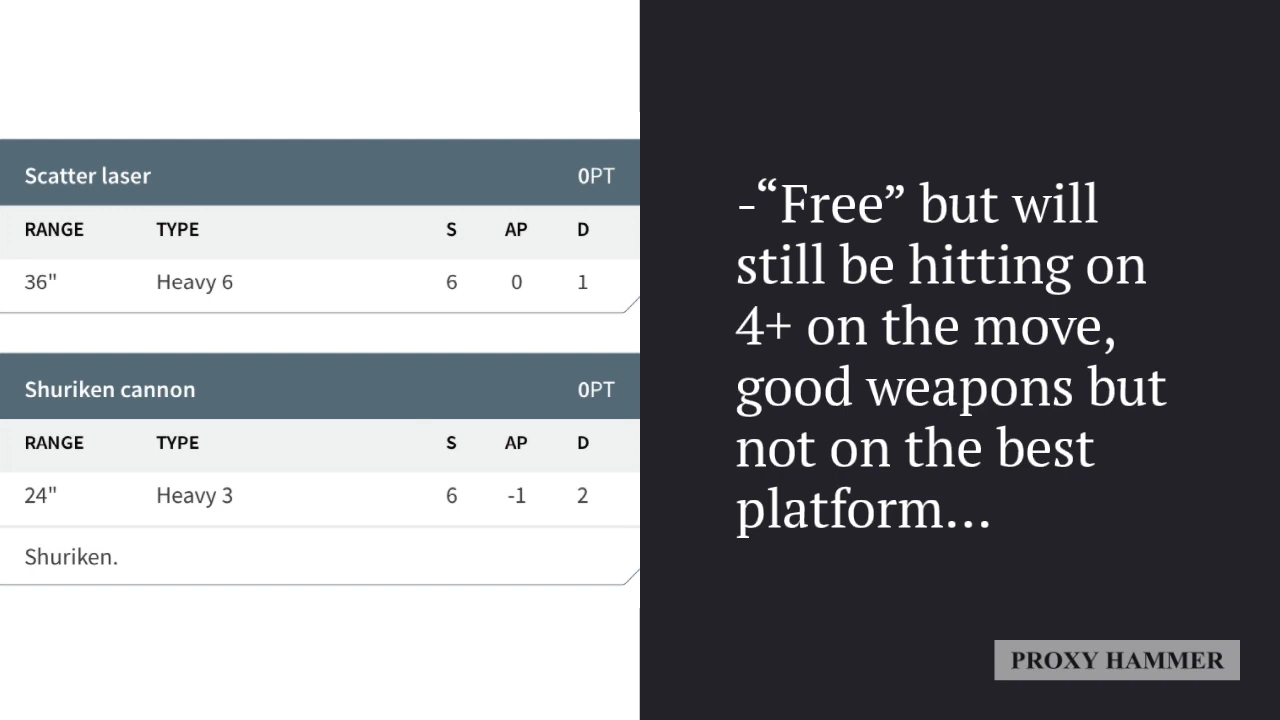 Scatter laser 0PT
RANGE TYPE S AP D
36" Heavy 6 6 0 1
Shuriken cannon 0PT
RANGE TYPE S AP D
24" Heavy 3 6 -1 2
Shuriken.
-“Free” but will
still be hitting on
4+ on the move,
good weapons but
not on the best
platform...
PROXY HAMMER